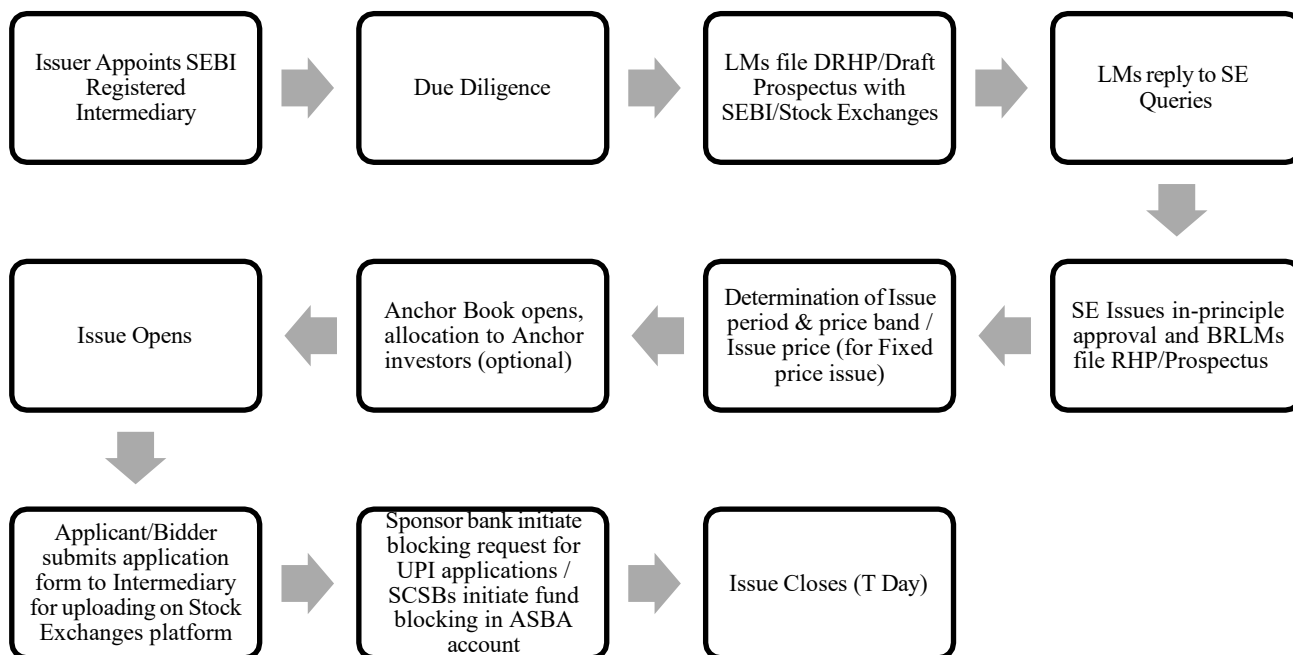 Issuer Appoints SEBI
Registered
Intermediary
Due Diligence
LMs file DRHP/Draft
Prospectus with
SEBI/Stock Exchanges
LMs reply to SE
Queries
SE Issues in-principle
approval and BRLMs
file RHP/Prospectus
Determination of Issue
period & price band /
Issue price (for Fixed
price issue)
Anchor Book opens,
allocation to Anchor
investors (optional)
Issue Opens
Applicant/Bidder
submits application
form to Intermediary
for uploading on Stock
Exchanges platform
Sponsor bank initiate
blocking request for
UPI applications /
SCSBs initiate fund
blocking in ASBA
account
Issue Closes (T Day)